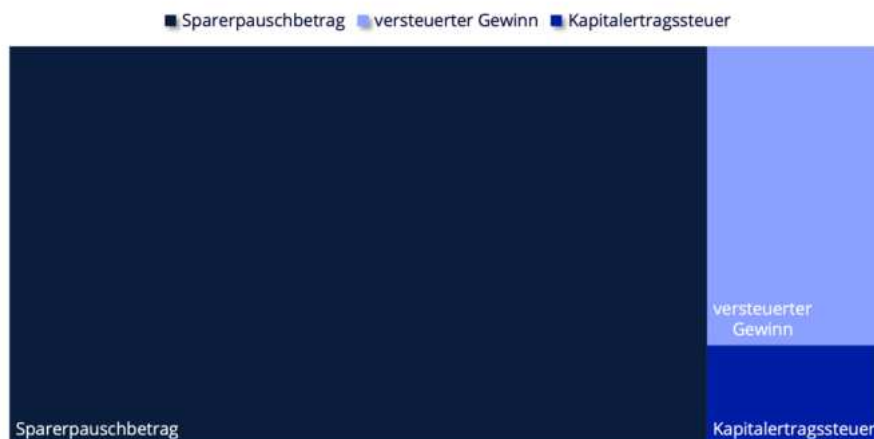 Sparerpauschbetrag versteuerter Gewinn Kapitalertragssteuer
versteuerter
Gewinn
Sparerpauschbetrag
Kapitalertragssteuer